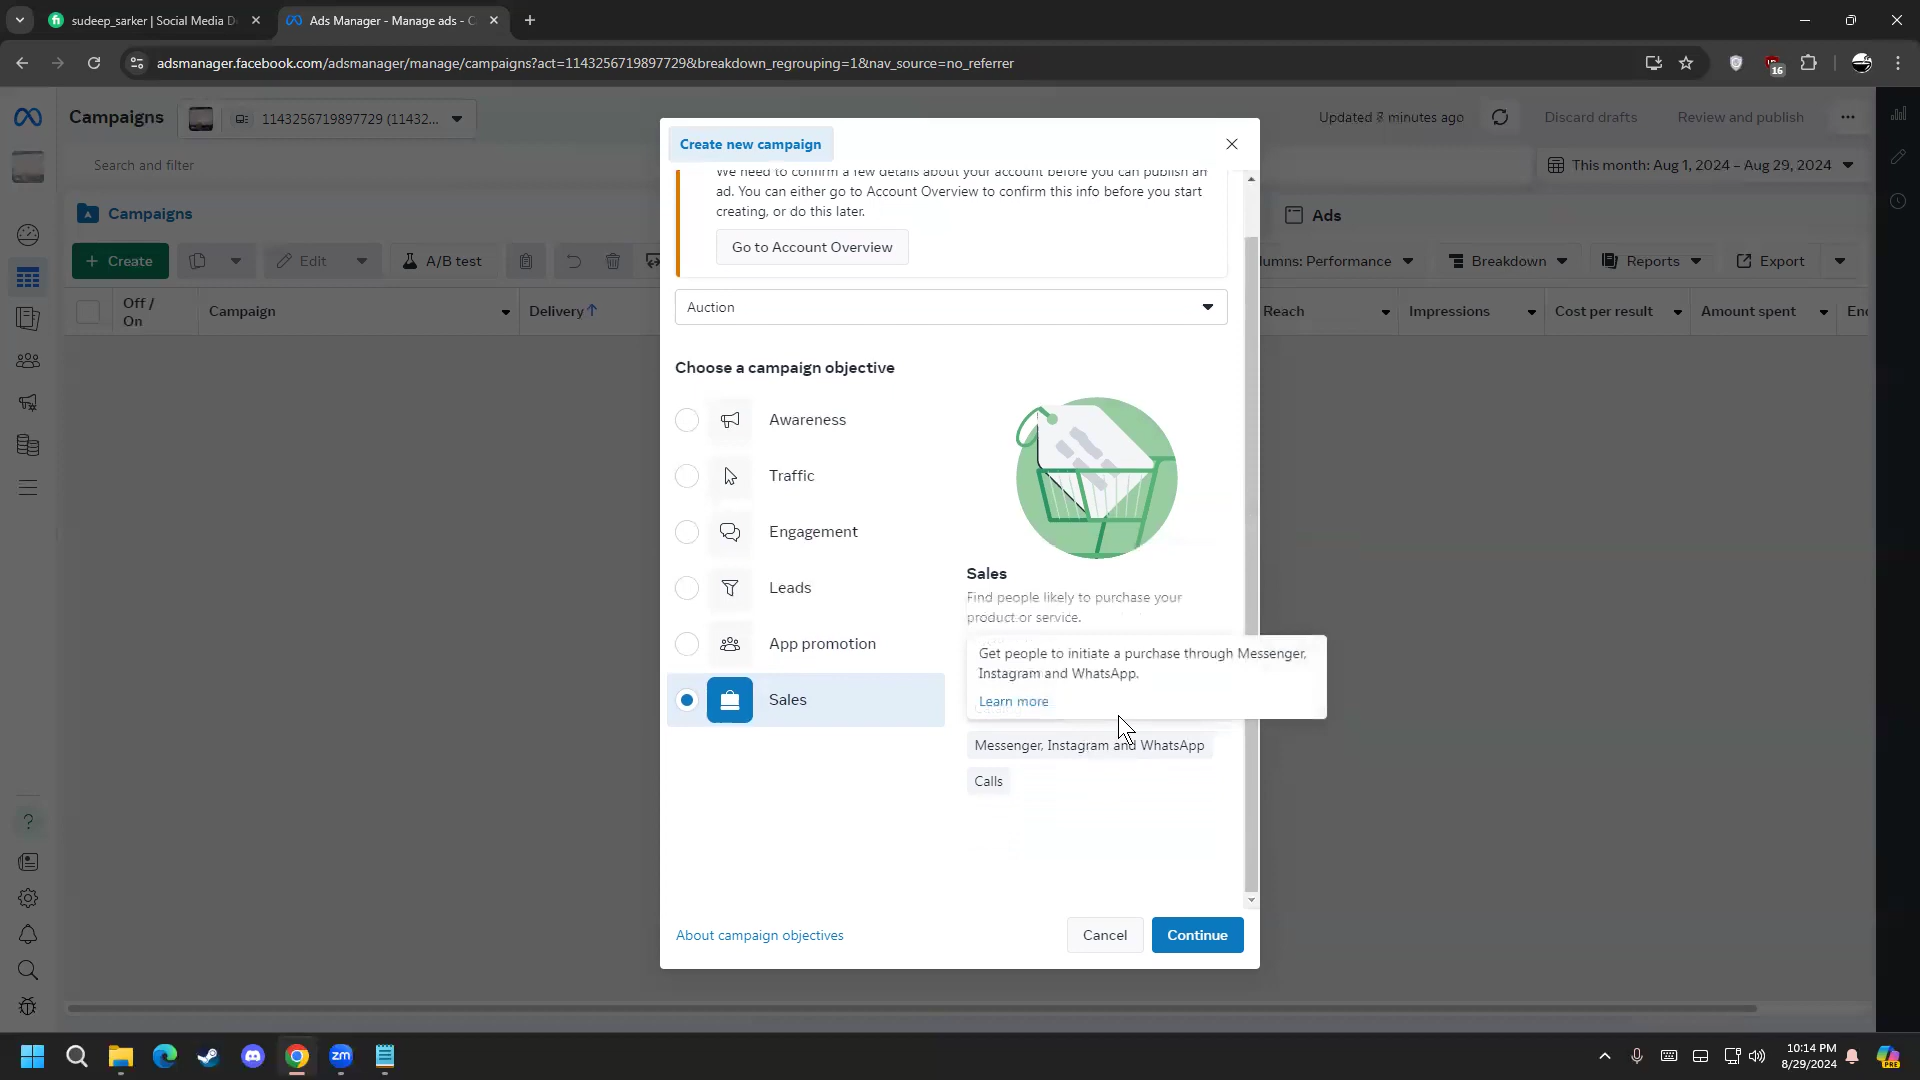 sudeep_sarker | Social Media D
Ads Manager - Manage ads - C
adsmanager.facebook.com/adsmanager/manage/campaigns?act=1143256719897729&breakdown_regrouping=1&nav_source=no_referrer
16
Campaigns
1143256719897729 (11432...
Updated 7 minutes ago
Discard drafts
Review and publish
Search and filter
This month: Aug 1, 2024 – Aug 29, 2024
Campaigns
Ads
+ Create
Edit
A/B test
lumns: Performance
Breakdown
Reports
Export
Off / On
Campaign
Delivery ↑
Reach
Impressions
Cost per result
Amount spent
Create new campaign
We need to confirm a few details about your account before you can publish an
ad. You can either go to Account Overview to confirm this info before you start
creating, or do this later.
Go to Account Overview
Auction
Choose a campaign objective
Awareness
Traffic
Engagement
Leads
App promotion
Sales
Sales
Find people likely to purchase your
product or service.
Get people to initiate a purchase through Messenger,
Instagram and WhatsApp.
Learn more
Messenger, Instagram and WhatsApp
Calls
About campaign objectives
Cancel
Continue
zm
10:14 PM
8/29/2024
PRE